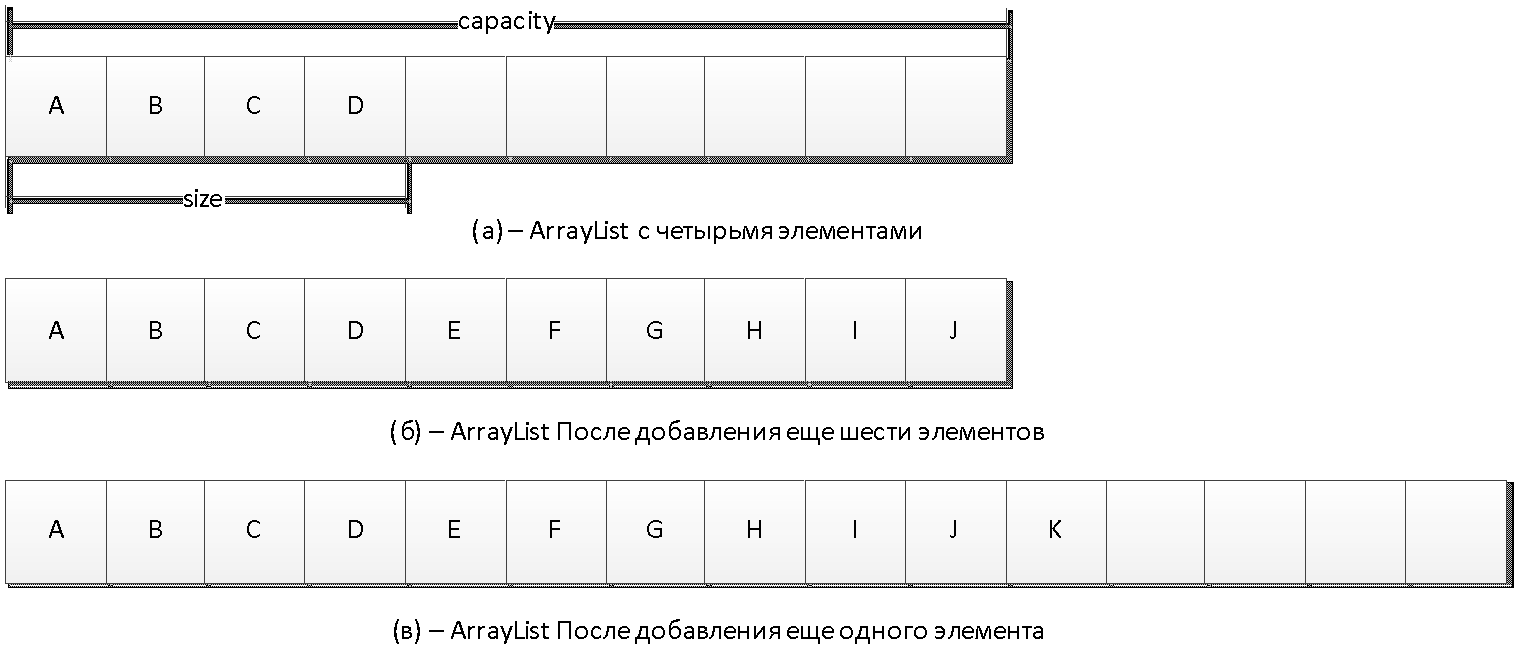 capacity
A B C D
size
(а) – ArrayList с четырьмя элементами
A B C D E F G H I J
(б) – ArrayList После добавления еще шести элементов
A B C D E F G H I J K
(в) – ArrayList После добавления еще одного элемента